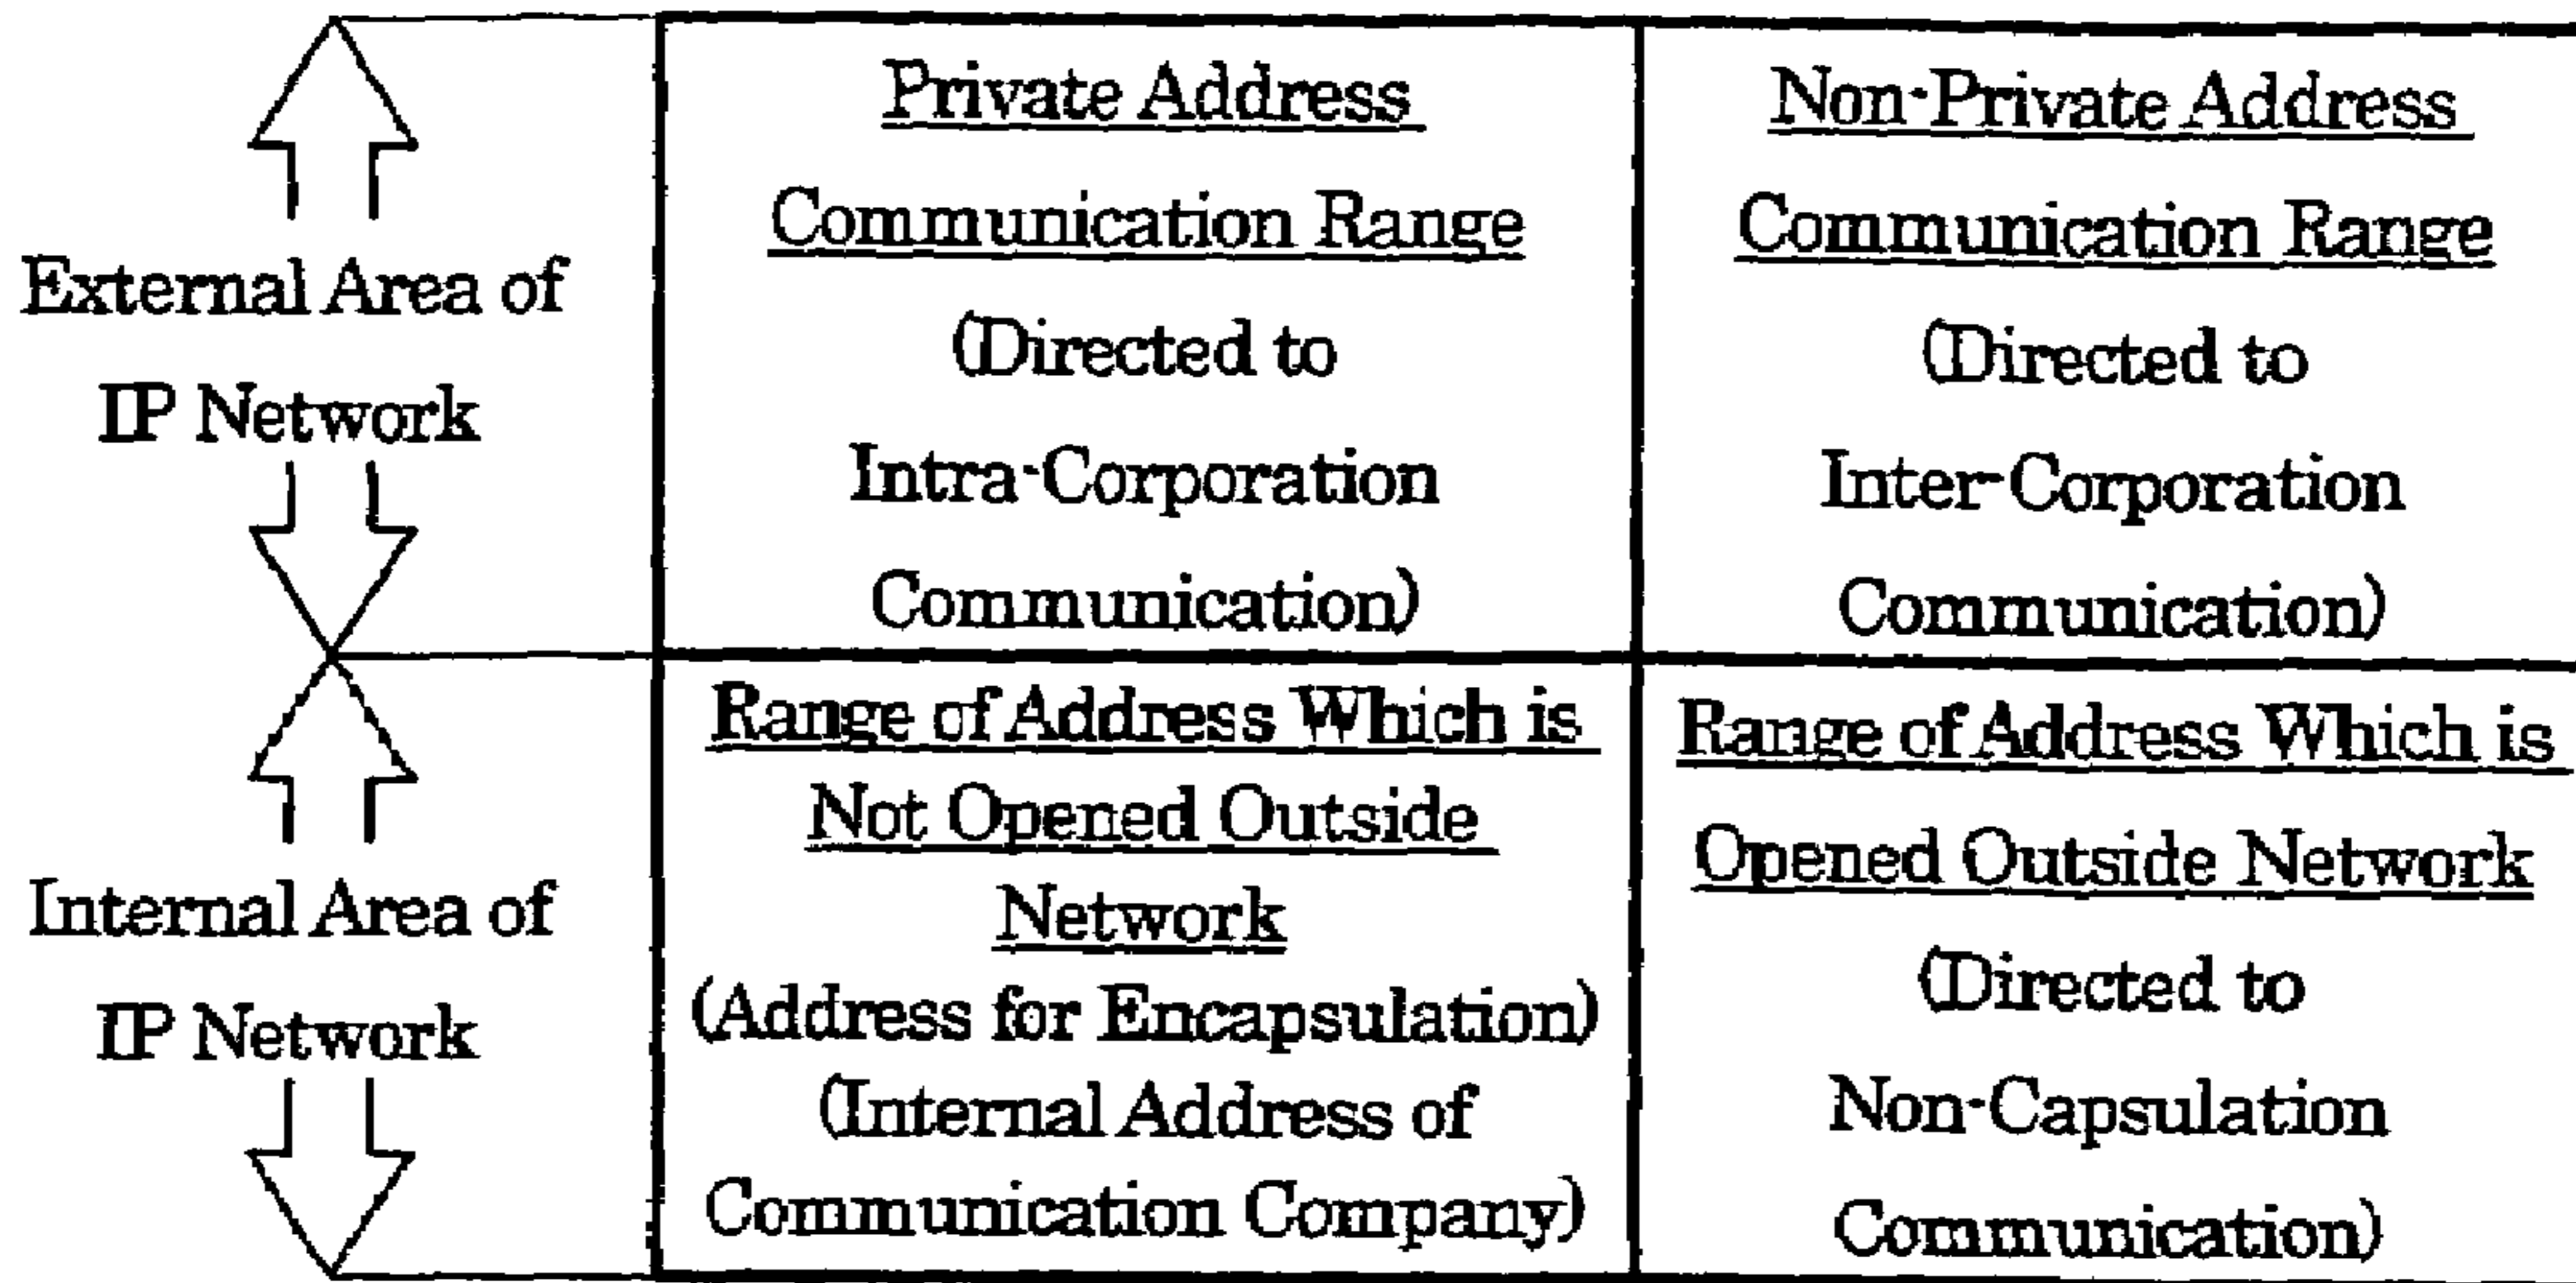 External Area of
IP Network
Private Address
Communication Range
(Directed to
Intra-Corporation
Communication)
Non-Private Address
Communication Range
(Directed to
Inter-Corporation
Communication)
Internal Area of
IP Network
Range of Address Which is
Not Opened Outside
Network
(Address for Encapsulation)
(Internal Address of
Communication Company)
Range of Address Which is
Opened Outside Network
(Directed to
Non-Capsulation
Communication)